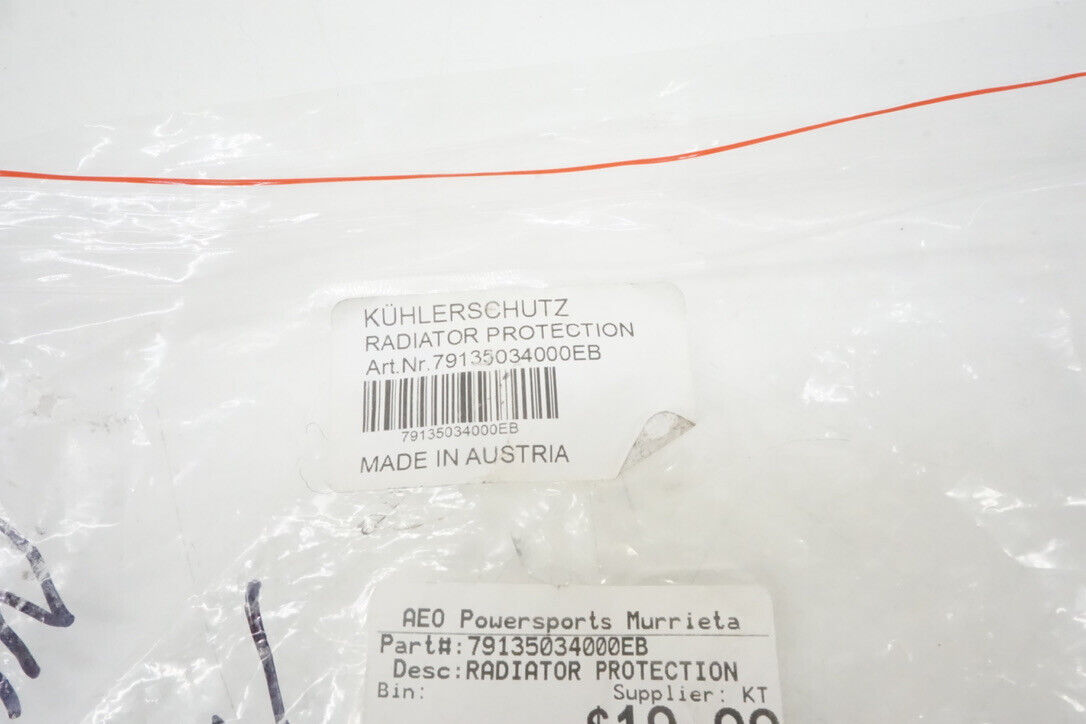 KÜHLERSCHUTZ
RADIATOR PROTECTION
Art.Nr.79135034000EB
79135034000EB
MADE IN AUSTRIA
AEO Powersports Murrieta
Part#:79135034000EB
Desc:RADIATOR PROTECTION
Bin: Supplier: KT